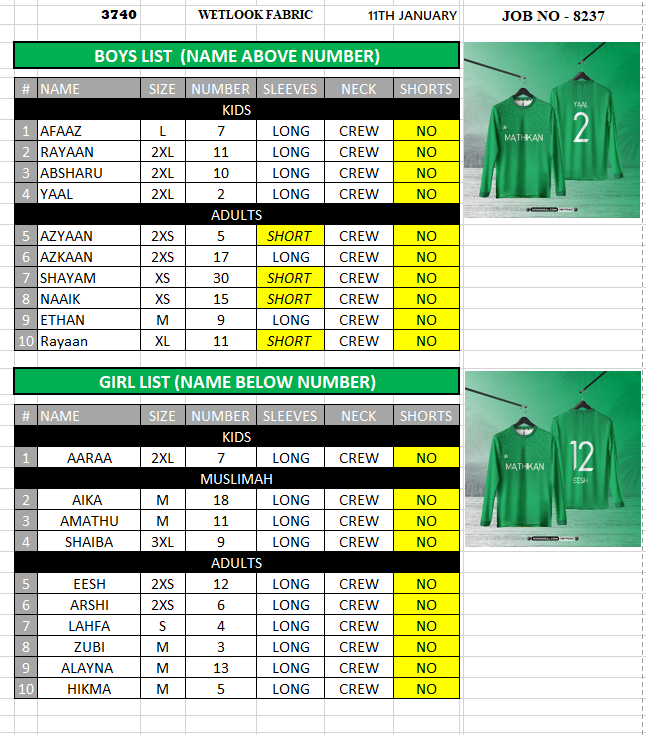 3740 WETLOOK FABRIC 11TH JANUARY JOB NO - 8237
BOYS LIST (NAME ABOVE NUMBER)
# NAME SIZE NUMBER SLEEVES NECK SHORTS
KIDS
1 AFAAZ L 7 LONG CREW NO
2 RAYAAN 2XL 11 LONG CREW NO
3 ABSHARU 2XL 10 LONG CREW NO
4 YAAL 2XL 2 LONG CREW NO
ADULTS
5 AZYAAN 2XS 5 SHORT CREW NO
6 AZKAAN 2XS 17 LONG CREW NO
7 SHAYAM XS 30 SHORT CREW NO
8 NAAIK XS 15 SHORT CREW NO
9 ETHAN M 9 LONG CREW NO
10 Rayaan XL 11 SHORT CREW NO
YAAL
2
MATHIKAN
GIRL LIST (NAME BELOW NUMBER)
# NAME SIZE NUMBER SLEEVES NECK SHORTS
KIDS
1 AARAA 2XL 7 LONG CREW NO
MUSLIMAH
2 AIKA M 18 LONG CREW NO
3 AMATHU M 11 LONG CREW NO
4 SHAIBA 3XL 9 LONG CREW NO
ADULTS
5 EESH 2XS 12 LONG CREW NO
6 ARSHI 2XS 6 LONG CREW NO
7 LAHFA S 4 LONG CREW NO
8 ZUBI M 3 LONG CREW NO
9 ALAYNA M 13 LONG CREW NO
10 HIKMA M 5 LONG CREW NO
12
MATHIKAN
EESH